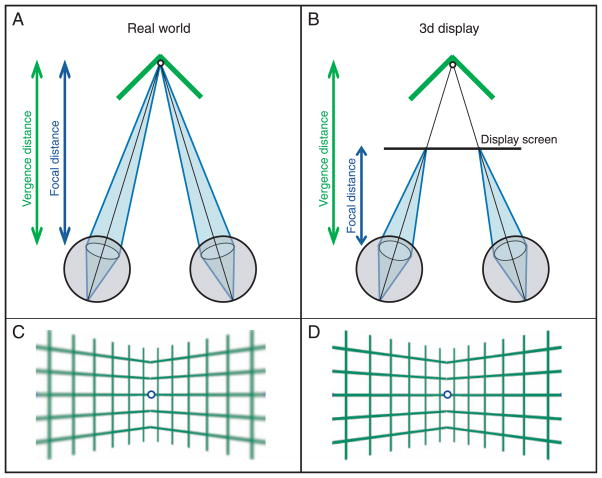 A
Real world
Vergence distance
Focal distance
B
3d display
Vergence distance
Focal distance
Display screen
C
D